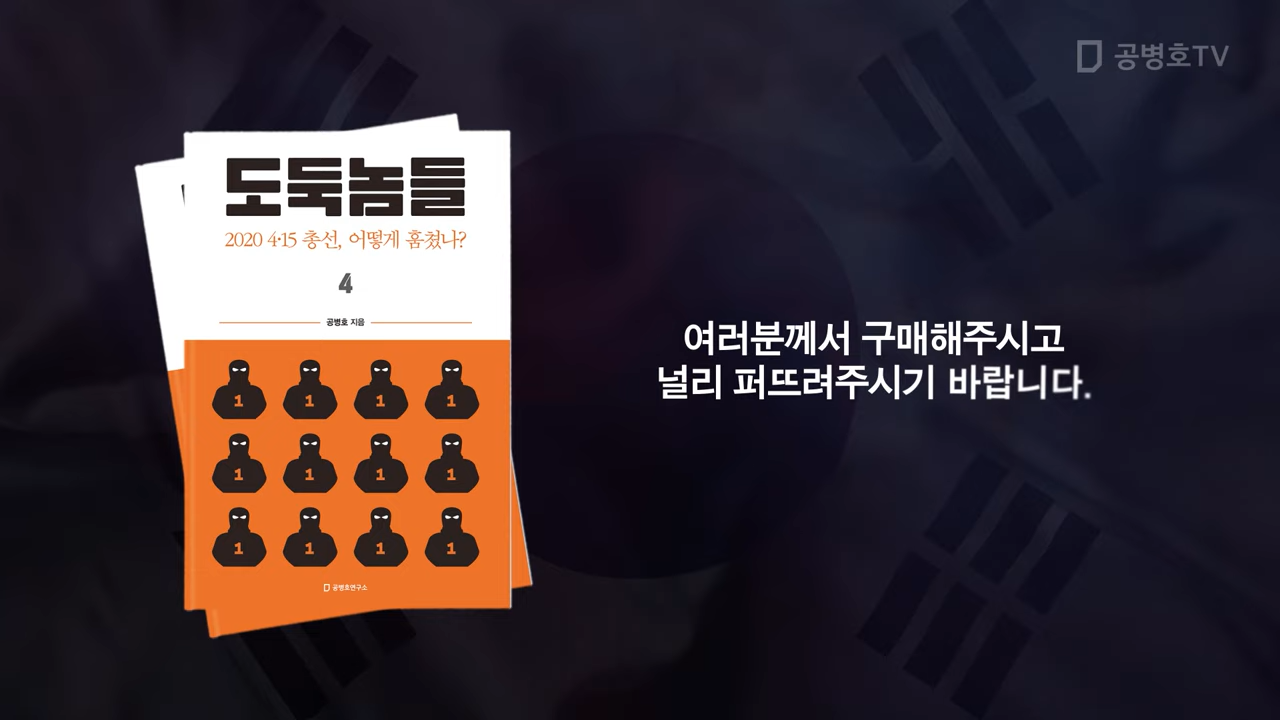 공병호TV
도둑놈들
2020 4·15 총선, 어떻게 훔쳤나?
4
공병호 지음
1 1 1 1
1 1 1 1
1 1 1 1
공병호연구소
여러분께서 구매해주시고
널리 퍼뜨려주시기 바랍니다.